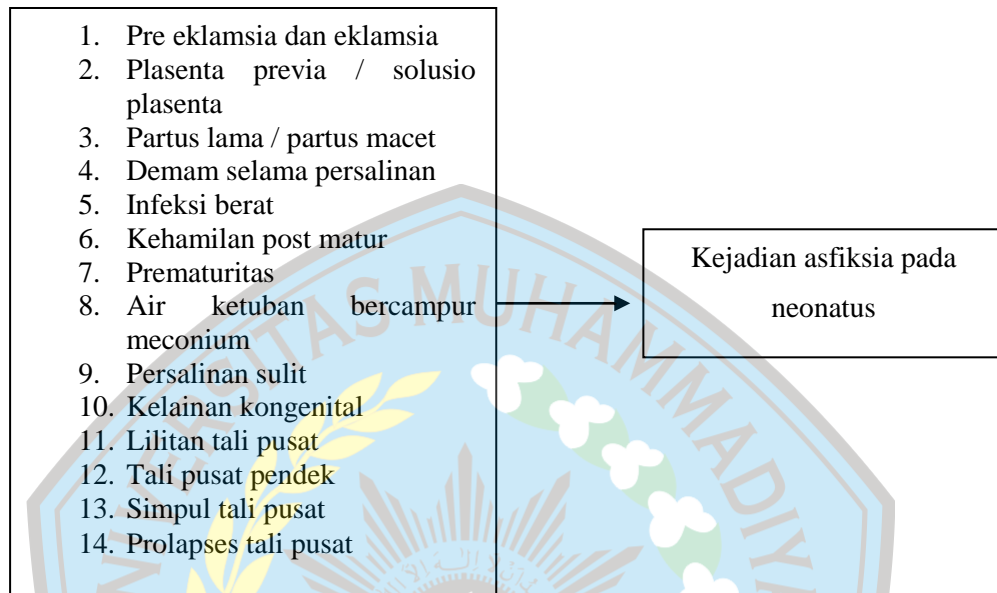 1. Pre eklamsia dan eklamsia
2. Plasenta previa / solusio
plasenta
3. Partus lama / partus macet
4. Demam selama persalinan
5. Infeksi berat
6. Kehamilan post matur
7. Prematuritas
8. Air ketuban bercampur
meconium
9. Persalinan sulit
10. Kelainan kongenital
11. Lilitan tali pusat
12. Tali pusat pendek
13. Simpul tali pusat
14. Prolapses tali pusat
Kejadian asfiksia pada
neonatus